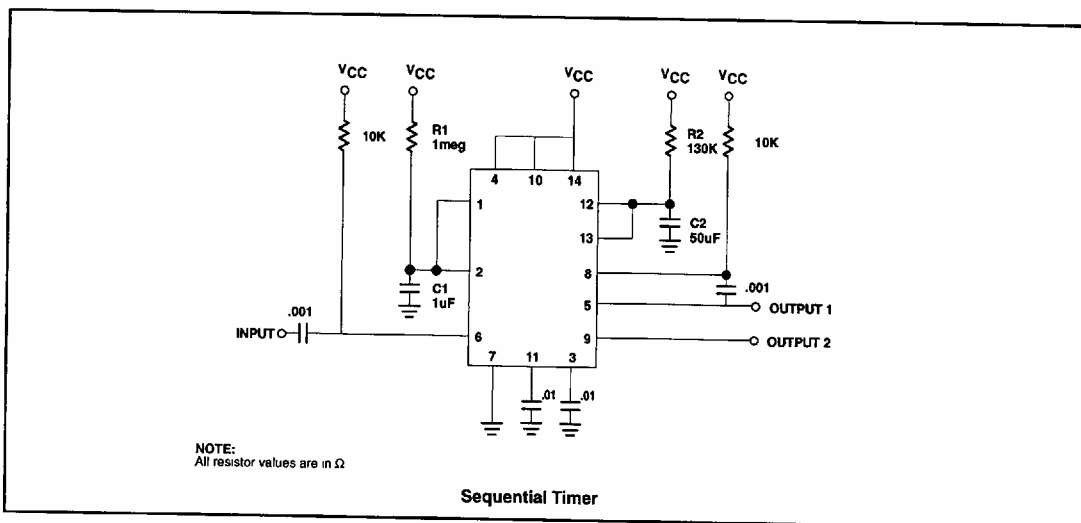 VCC VCC VCC VCC VCC
10K
R1
1meg
R2
130K
10K
4 10 14
1
12
13
C2
50uF
2
8
C1
1uF
.001
5
OUTPUT 1
.001
INPUT
6
9
OUTPUT 2
7 11 3
.01 .01
NOTE:
All resistor values are in Ω
Sequential Timer